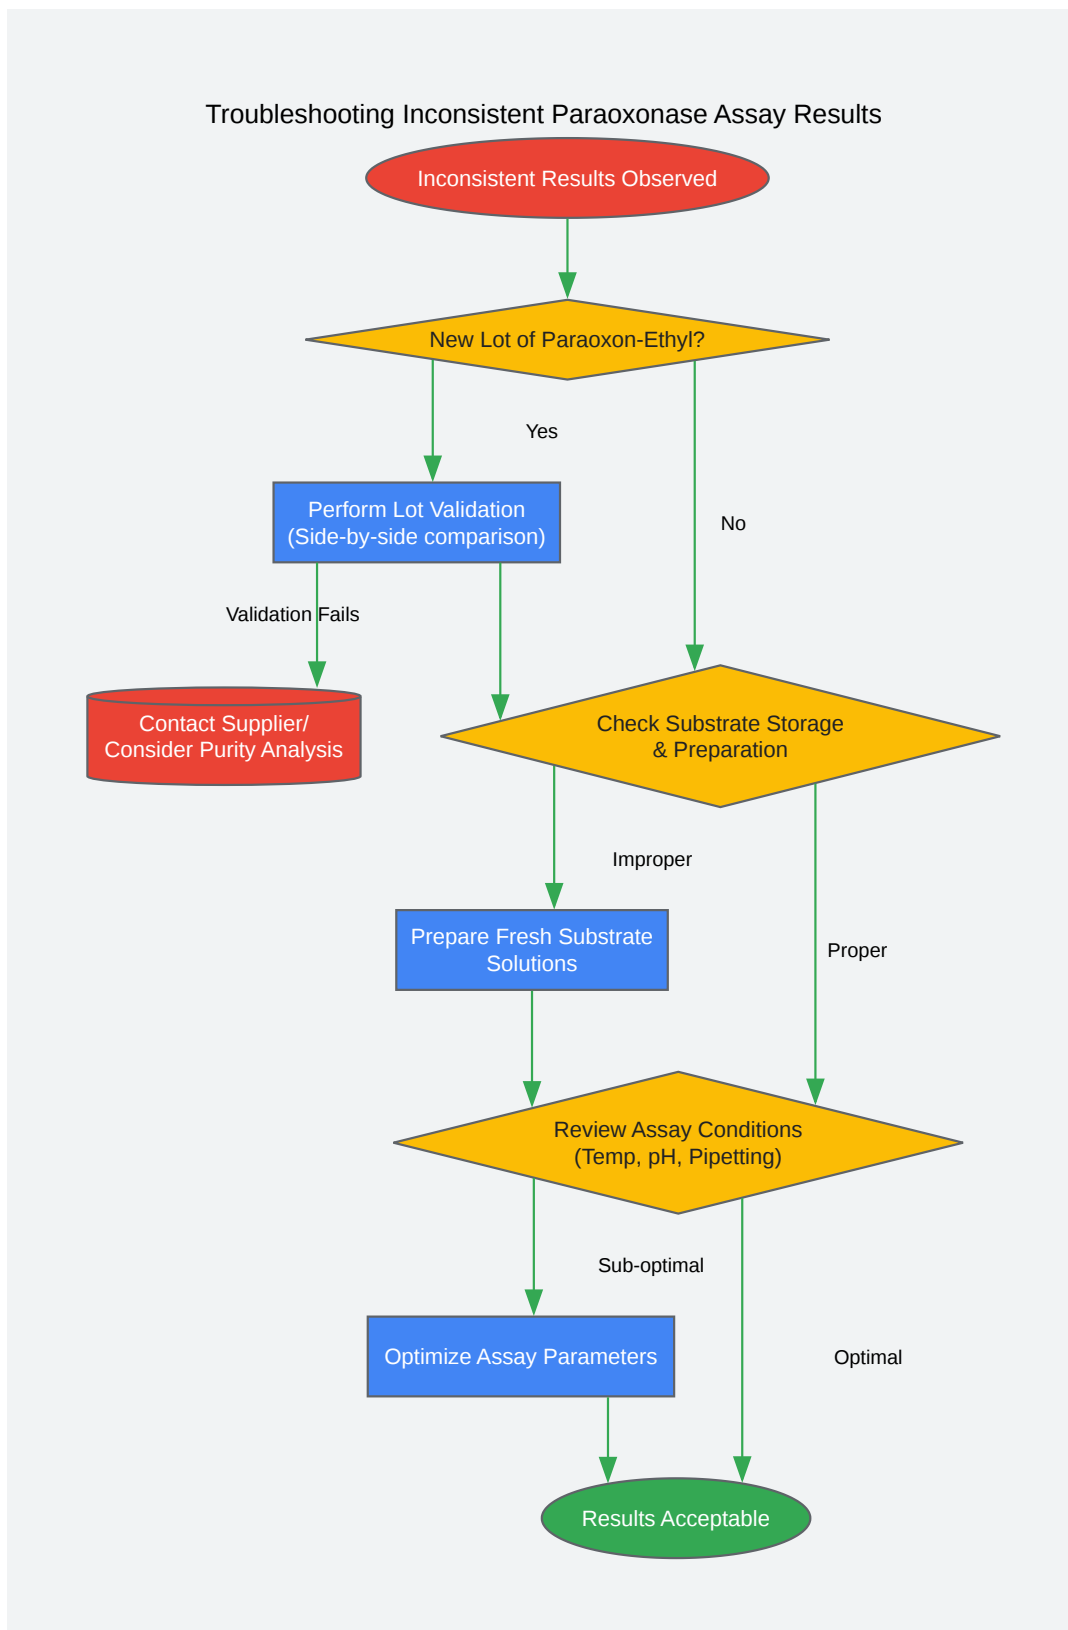 Troubleshooting Inconsistent Paraoxonase Assay Results
Inconsistent Results Observed
New Lot of Paraoxon-Ethyl?
Yes
Perform Lot Validation
(Side-by-side comparison)
No
Validation Fails
Contact Supplier/
Consider Purity Analysis
Check Substrate Storage
& Preparation
Improper
Prepare Fresh Substrate
Solutions
Proper
Review Assay Conditions
(Temp, pH, Pipetting)
Sub-optimal
Optimize Assay Parameters
Optimal
Results Acceptable